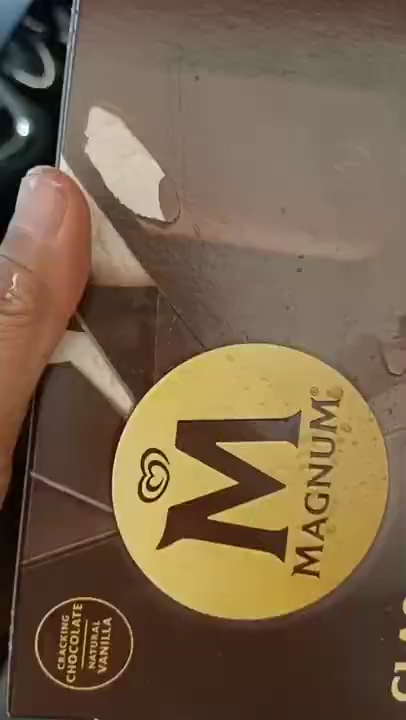 M
MAGNUM®
CRACKING
CHOCOLATE
NATURAL
VANILLA